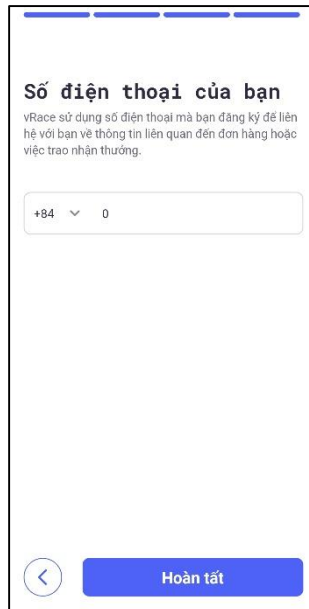 Số điện thoại của bạn
vRace sử dụng số điện thoại mà bạn đăng ký để liên
hệ với bạn về thông tin liên quan đến đơn hàng hoặc
việc trao nhận thưởng.
+84 0
Hoàn tất